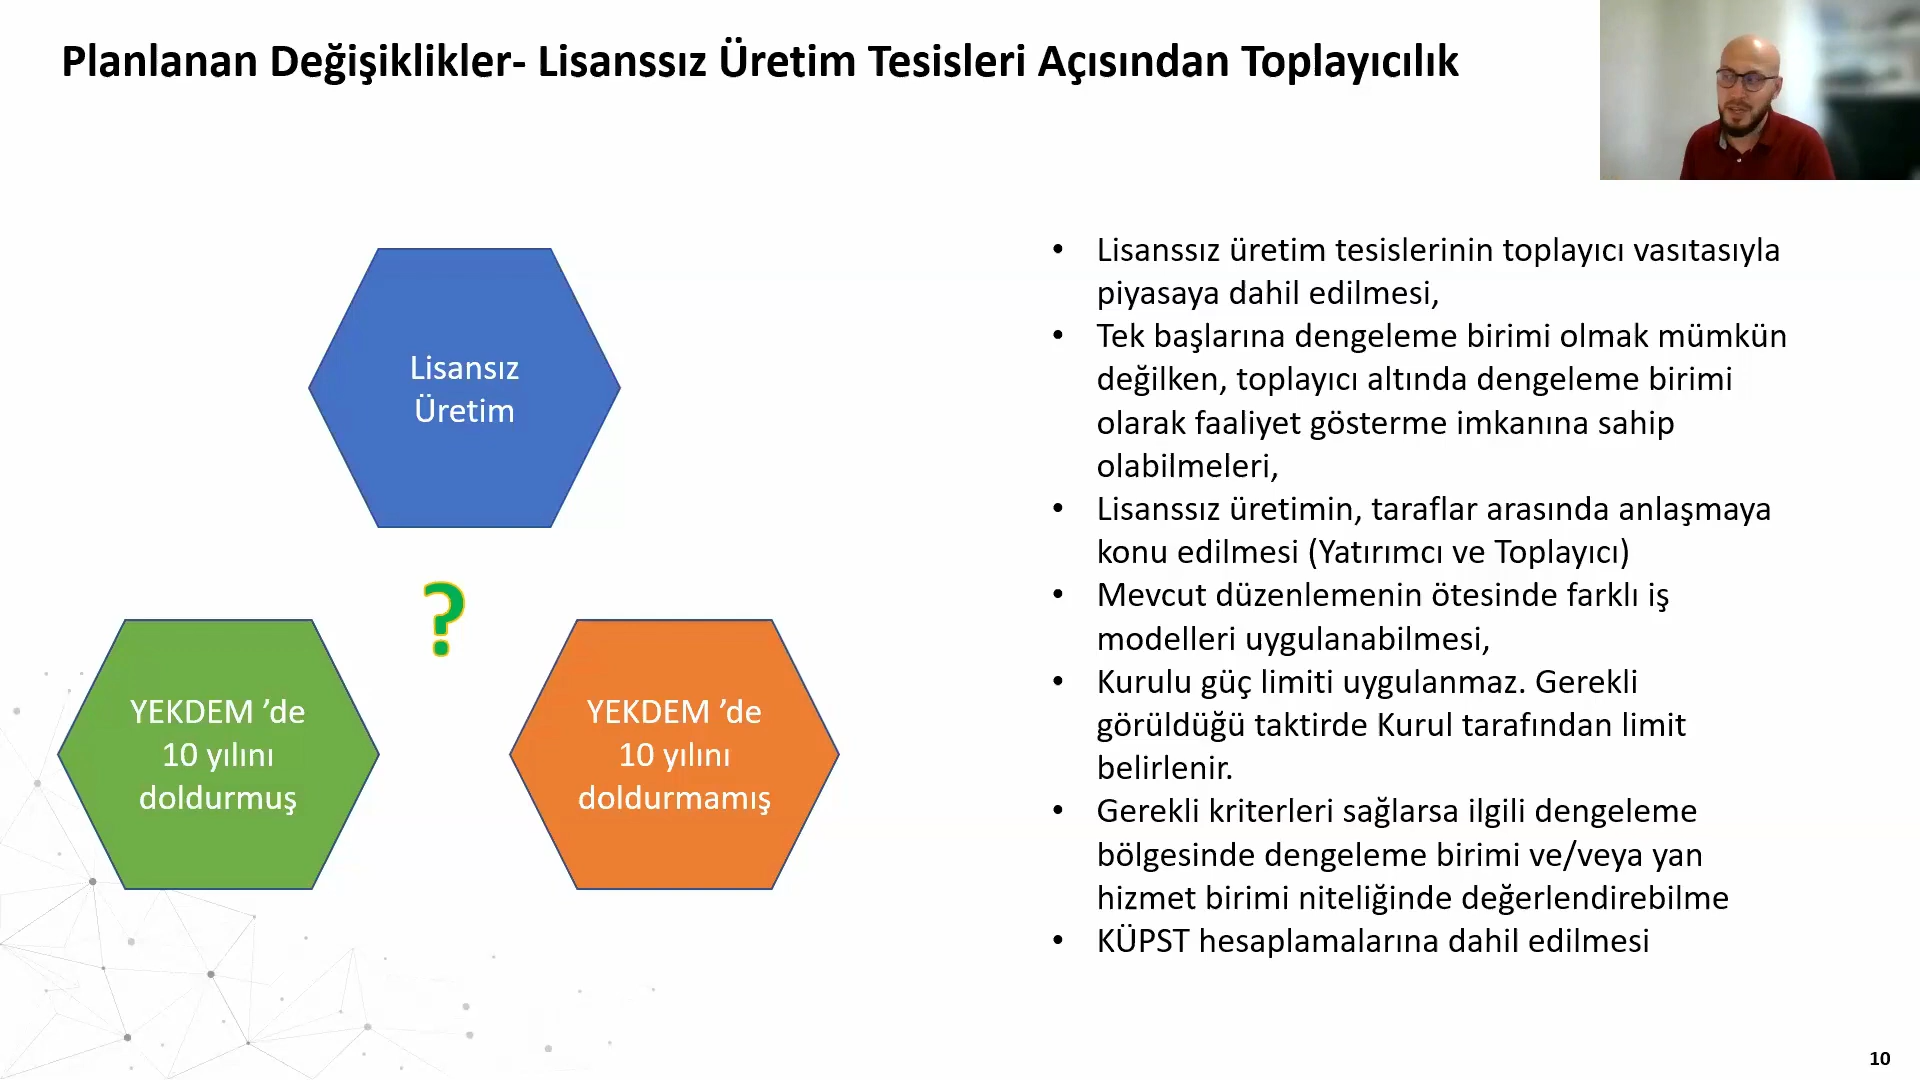 Planlanan Değişiklikler- Lisanssız Üretim Tesisleri Açısından Toplayıcılık
Lisansız
Üretim
?
YEKDEM ’de
10 yılını
doldurmuş
YEKDEM ’de
10 yılını
doldurmamış
• Lisanssız üretim tesislerinin toplayıcı vasıtasıyla
piyasaya dahil edilmesi,
• Tek başlarına dengeleme birimi olmak mümkün
değilken, toplayıcı altında dengeleme birimi
olarak faaliyet gösterme imkanına sahip
olabilmeleri,
• Lisanssız üretimin, taraflar arasında anlaşmaya
konu edilmesi (Yatırımcı ve Toplayıcı)
• Mevcut düzenlemenin ötesinde farklı iş
modelleri uygulanabilmesi,
• Kurulu güç limiti uygulanmaz. Gerekli
görüldüğü taktirde Kurul tarafından limit
belirlenir.
• Gerekli kriterleri sağlarsa ilgili dengeleme
bölgesinde dengeleme birimi ve/veya yan
hizmet birimi niteliğinde değerlendirebilme
• KÜPST hesaplamalarına dahil edilmesi
10